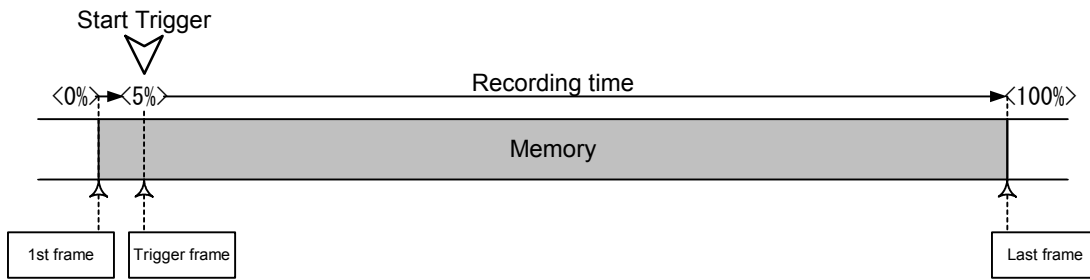 Start Trigger
<0%> <5%> Recording time <100%>
Memory
1st frame Trigger frame Last frame